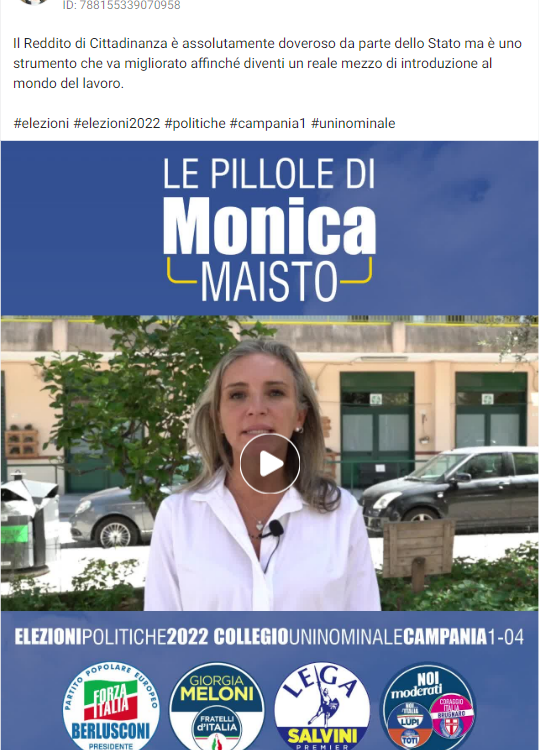 ID: 788155339070958
Il Reddito di Cittadinanza è assolutamente doveroso da parte dello Stato ma è uno
strumento che va migliorato affinché diventi un reale mezzo di introduzione al
mondo del lavoro.
#elezioni #elezioni2022 #politiche #campania1 #uninominale
LE PILLOLE DI
Monica
MAISTO
ELEZIONIPOLITICHE2022 COLLEGIOUNINOMINALECAMPANIA1-04
PARTITO POPOLARE EUROPEO
FORZA
ITALIA
BERLUSCONI
PRESIDENTE
GIORGIA
MELONI
FRATELLI
d'ITALIA
LEGA
SALVINI
PREMIER
NOI
moderati
NOI CON
L'ITALIA
LUPI
TOTI
CORAGGIO
ITALIA
BRUGNARO